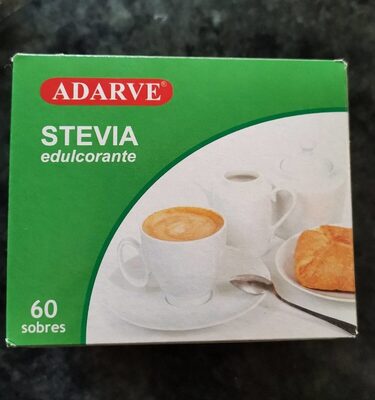 ADARVE®
STEVIA
edulcorante
60
sobres